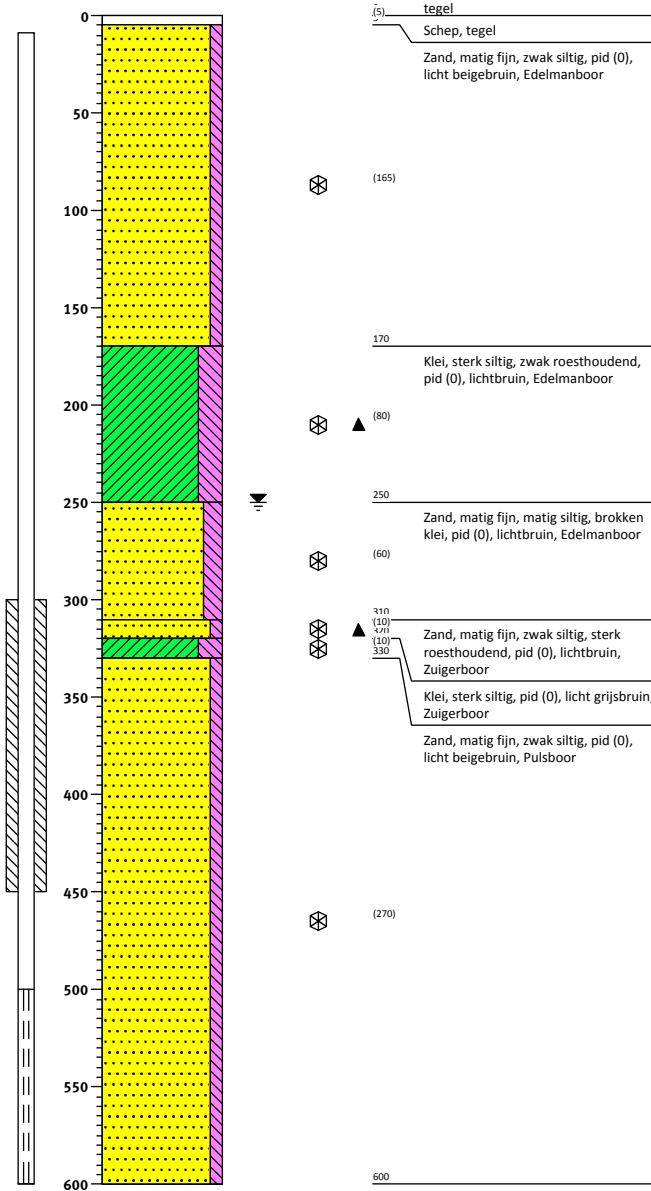 0
50
100
150
200
250
300
350
400
450
500
550
600
tegel
(5)
Schep, tegel
Zand, matig fijn, zwak siltig, pid (0),
licht beigebruin, Edelmanboor
(165)
170
Klei, sterk siltig, zwak roesthoudend,
pid (0), lichtbruin, Edelmanboor
(80)
250
Zand, matig fijn, matig siltig, brokken
klei, pid (0), lichtbruin, Edelmanboor
(60)
310
(10)
320
(10)
330
Zand, matig fijn, zwak siltig, sterk
roesthoudend, pid (0), lichtbruin,
Zuigerboor
Klei, sterk siltig, pid (0), licht grijsbruin,
Zuigerboor
Zand, matig fijn, zwak siltig, pid (0),
licht beigebruin, Pulsboor
(270)
600